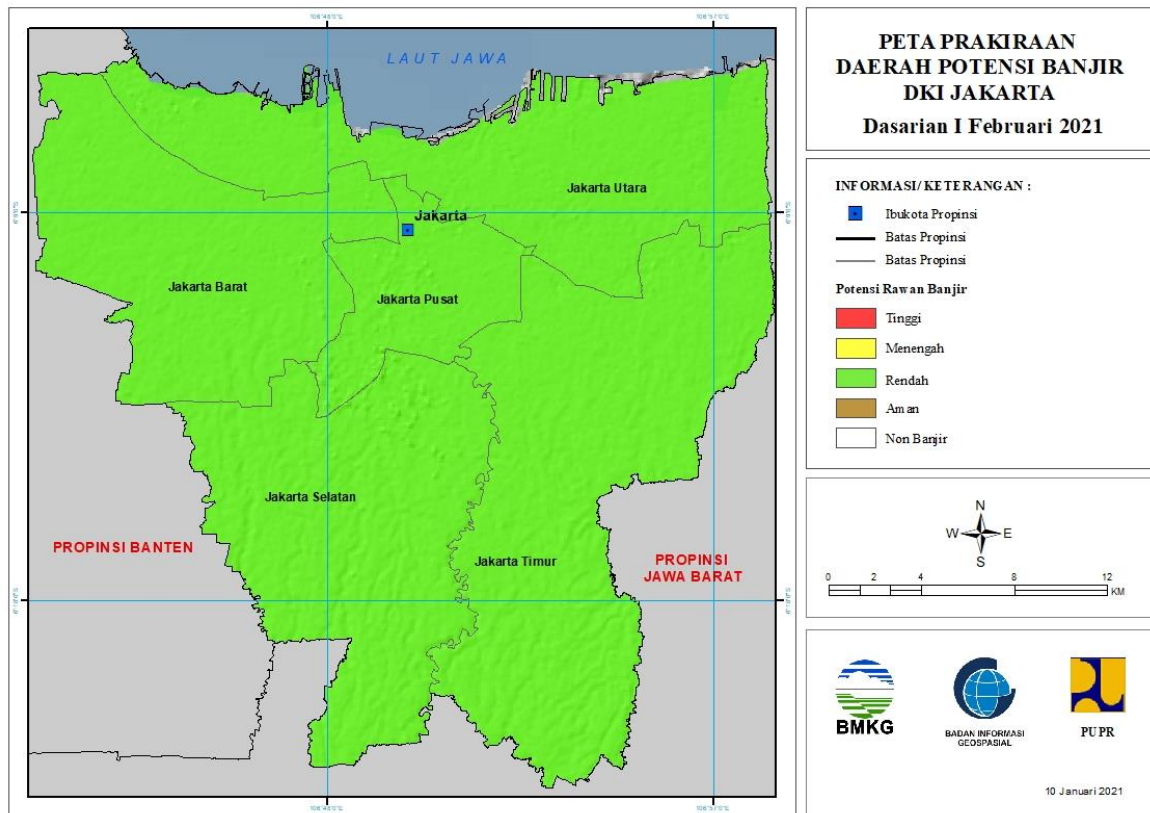 PETA PRAKIRAAN
DAERAH POTENSI BANJIR
DKI JAKARTA
Dasarian I Februari 2021
INFORMASI/KETERANGAN :
Ibukota Propinsi
Batas Propinsi
Batas Propinsi
Potensi Rawan Banjir
Tinggi
Menengah
Rendah
Aman
Non Banjir
N
W E
S
0 2 4 8 12
KM
BMKG
BADAN INFORMASI
GEOSPASIAL
PUPR
10 Januari 2021
LAUT JAWA
Jakarta Utara
Jakarta
Jakarta Barat
Jakarta Pusat
Jakarta Selatan
Jakarta Timur
PROPINSI BANTEN
PROPINSI
JAWA BARAT